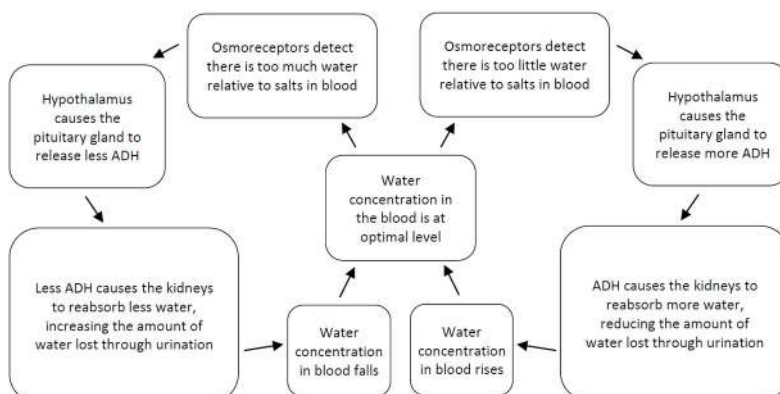 Osmoreceptors detect
there is too much water
relative to salts in blood
Osmoreceptors detect
there is too little water
relative to salts in blood
Hypothalamus
causes the
pituitary gland to
release less ADH
Hypothalamus
causes the
pituitary gland to
release more ADH
Water
concentration in
the blood is at
optimal level
Less ADH causes the kidneys
to reabsorb less water,
increasing the amount of
water lost through urination
Water
concentration
in blood falls
Water
concentration
in blood rises
ADH causes the kidneys to
reabsorb more water,
reducing the amount of
water lost through urination